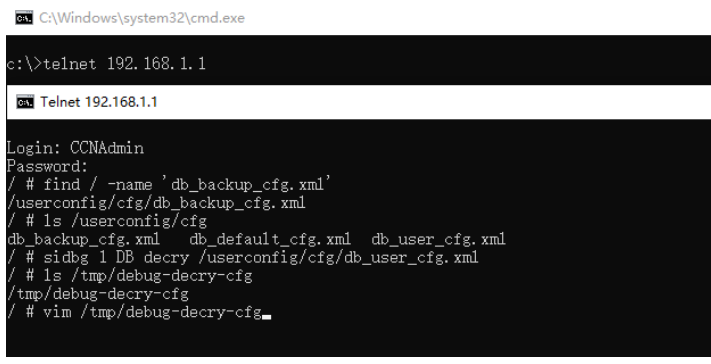 C:\Windows\system32\cmd.exe
c:\>telnet 192.168.1.1
Telnet 192.168.1.1
Login: CCNAdmin
Password:
/ # find / -name 'db_backup_cfg.xml'
/userconfig/cfg/db_backup_cfg.xml
/ # ls /userconfig/cfg
db_backup_cfg.xml   db_default_cfg.xml  db_user_cfg.xml
/ # sidbg 1 DB decry /userconfig/cfg/db_user_cfg.xml
/ # ls /tmp/debug-decry-cfg
/tmp/debug-decry-cfg
/ # vim /tmp/debug-decry-cfg